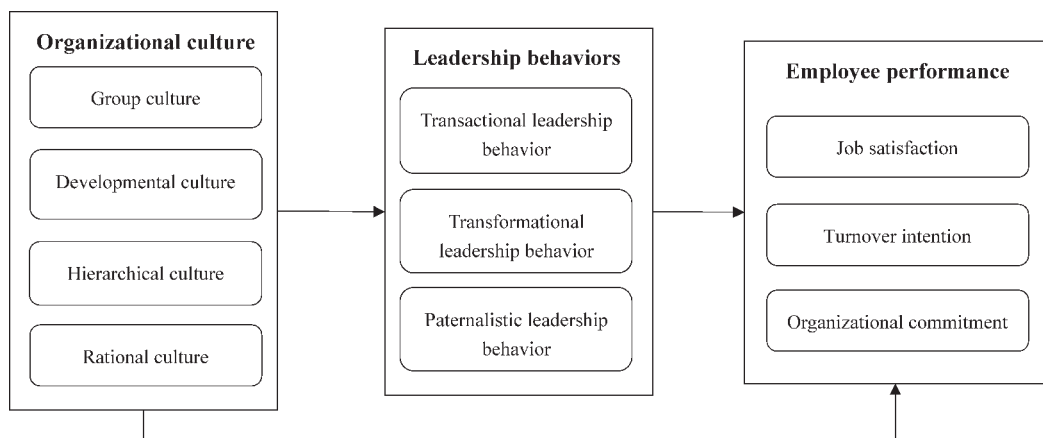 Organizational culture
Group culture
Developmental culture
Hierarchical culture
Rational culture
Leadership behaviors
Transactional leadership
behavior
Transformational
leadership behavior
Paternalistic leadership
behavior
Employee performance
Job satisfaction
Turnover intention
Organizational commitment